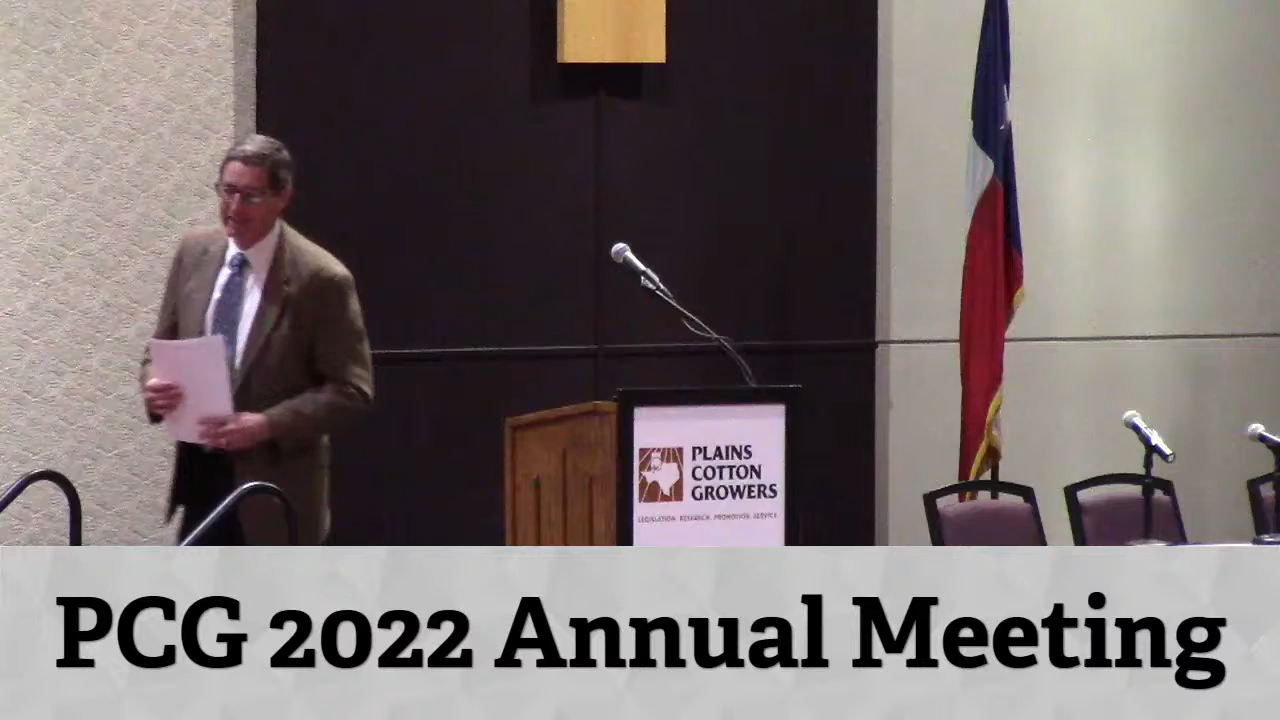 PLAINS
COTTON
GROWERS
LEGISLATION. RESEARCH. PROMOTION. SERVICE.
PCG 2022 Annual Meeting